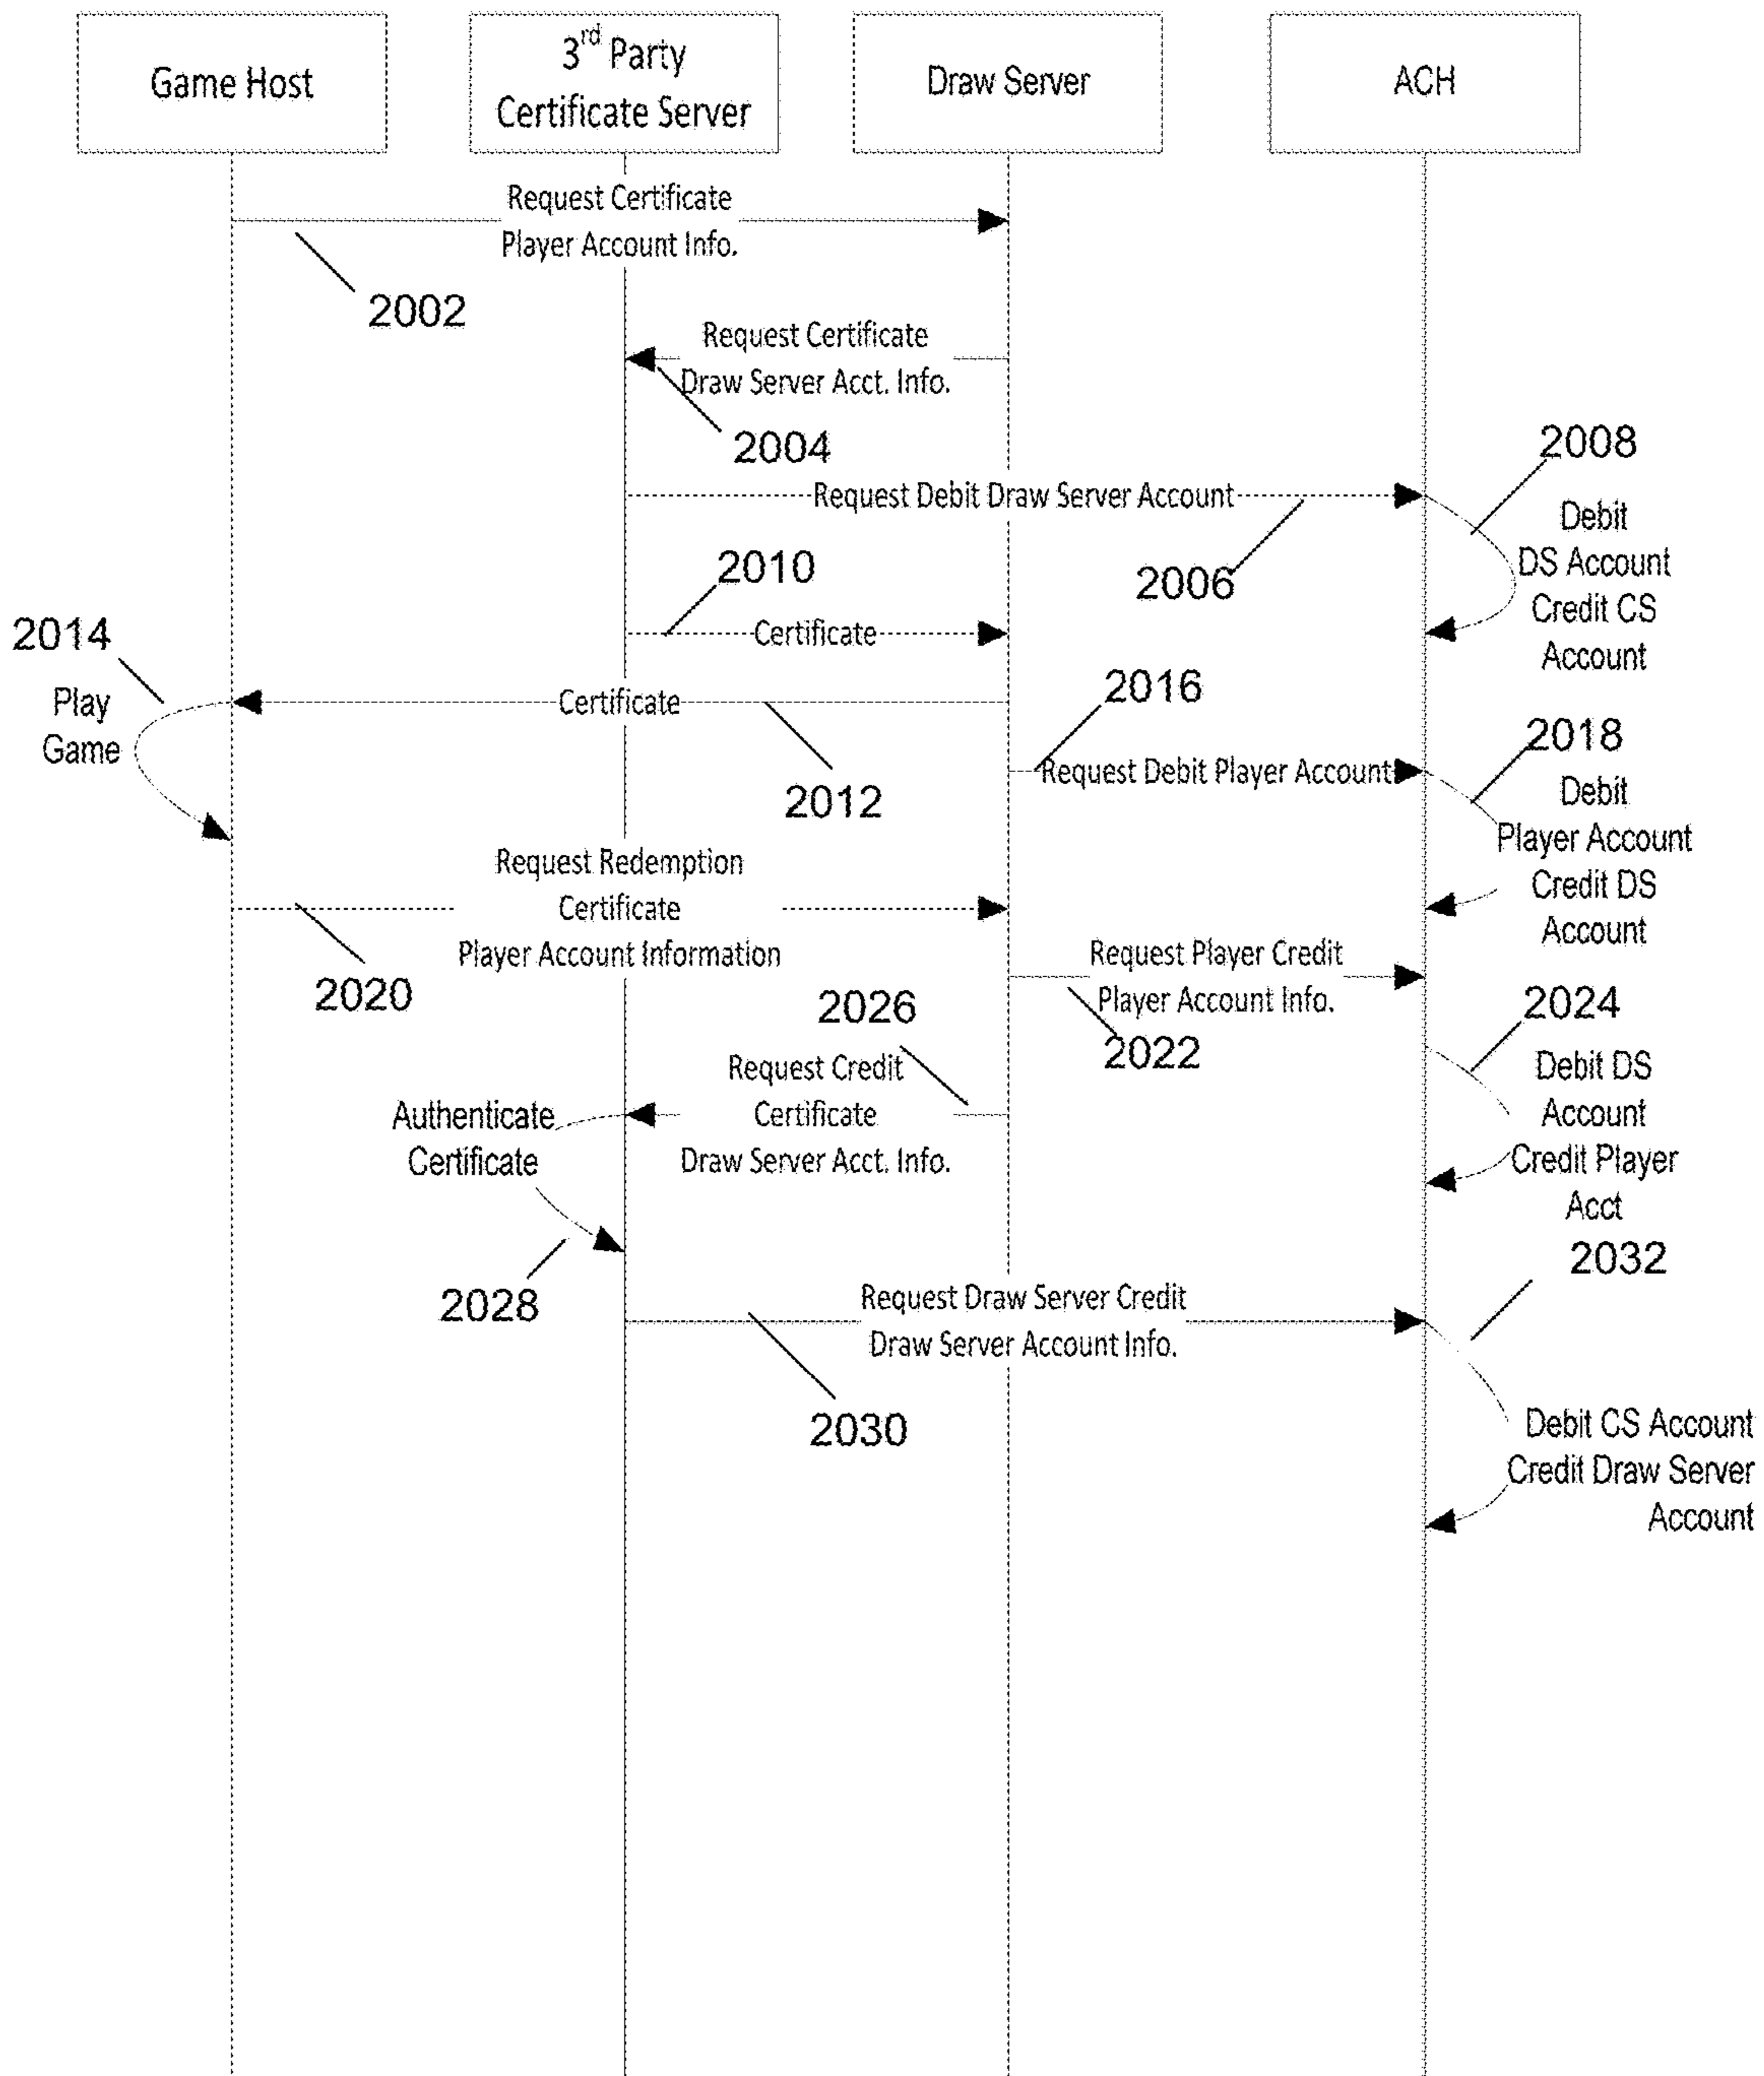 Game Host
3rd Party
Certificate Server
Draw Server
ACH
Request Certificate
Player Account Info.
2002
Request Certificate
Draw Server Acct. Info.
2004
Request Debit Draw Server Account
2006
2008
Debit
DS Account
Credit CS
Account
2010
Certificate
2014
Play
Game
Certificate
2012
2016
Request Debit Player Account
2018
Debit
Player Account
Credit DS
Account
Request Redemption
Certificate
Player Account Information
2020
Request Player Credit
Player Account Info.
2022
2024
Debit DS
Account
Credit Player
Acct
2026
Request Credit
Certificate
Draw Server Acct. Info.
Authenticate
Certificate
2028
Request Draw Server Credit
Draw Server Account Info.
2030
2032
Debit CS Account
Credit Draw Server
Account